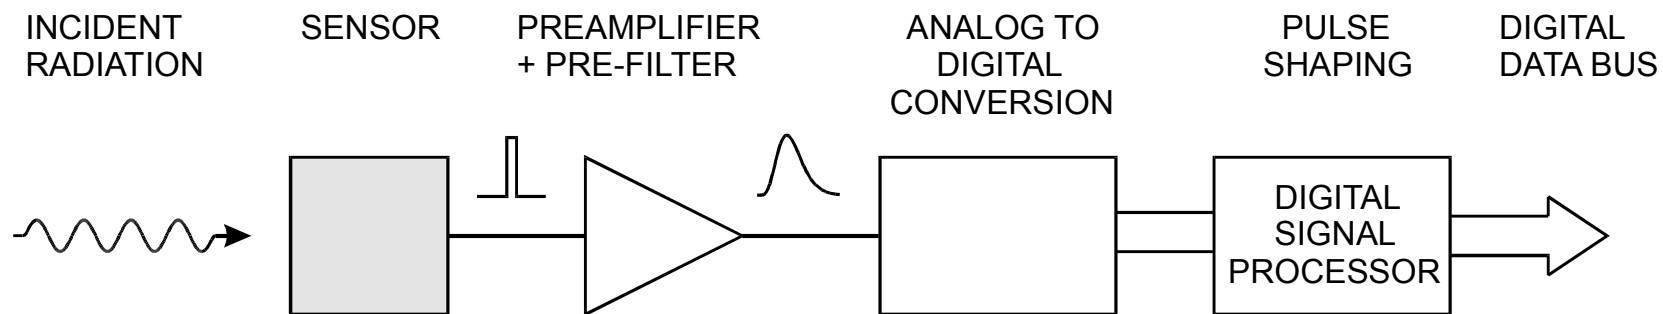 INCIDENT
RADIATION
SENSOR
PREAMPLIFIER
+ PRE-FILTER
ANALOG TO
DIGITAL
CONVERSION
PULSE
SHAPING
DIGITAL
DATA BUS
DIGITAL
SIGNAL
PROCESSOR